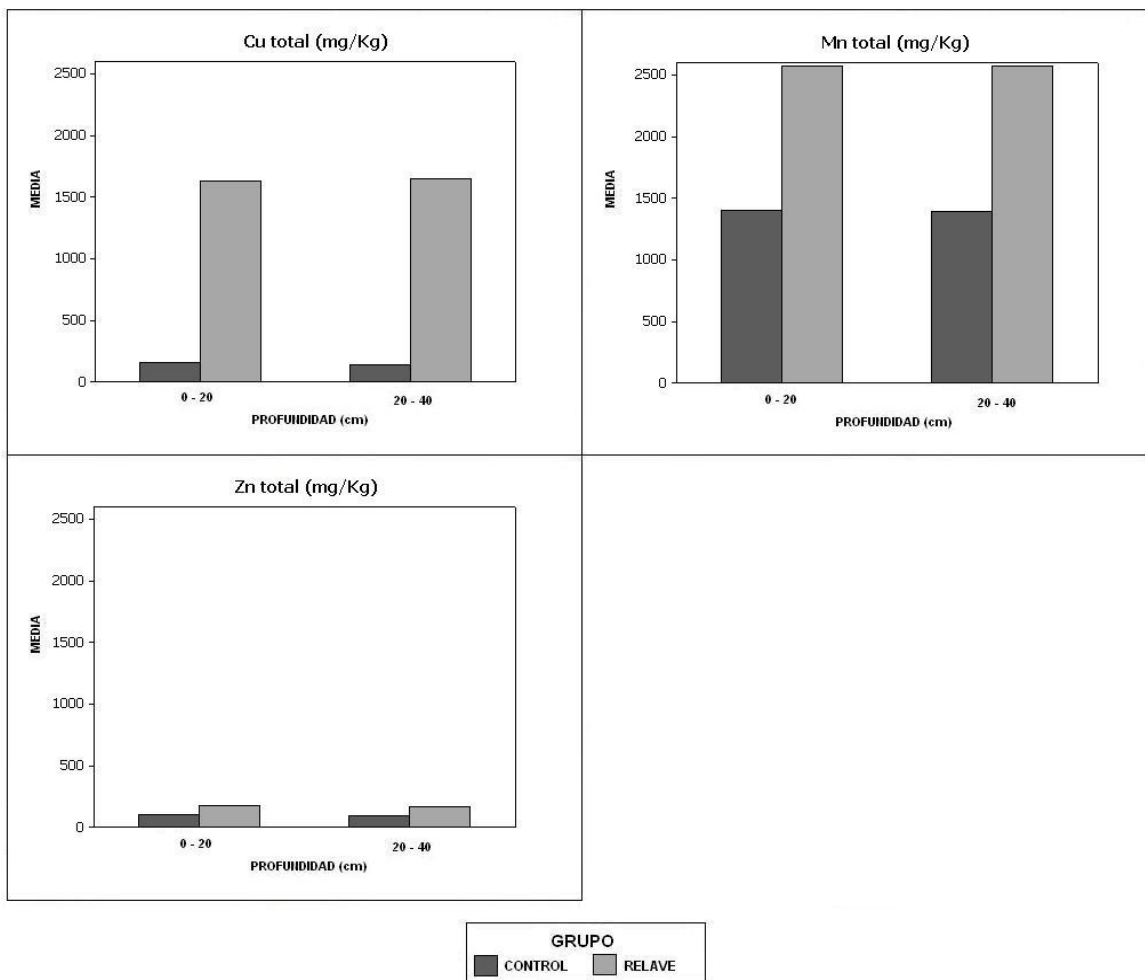 Cu total (mg/Kg)
MEDIA
2500
2000
1500
1000
500
0
0 - 20
20 - 40
PROFUNDIDAD (cm)
Mn total (mg/Kg)
MEDIA
2500
2000
1500
1000
500
0
0 - 20
20 - 40
PROFUNDIDAD (cm)
Zn total (mg/Kg)
MEDIA
2500
2000
1500
1000
500
0
0 - 20
20 - 40
PROFUNDIDAD (cm)
GRUPO
CONTROL RELAVE